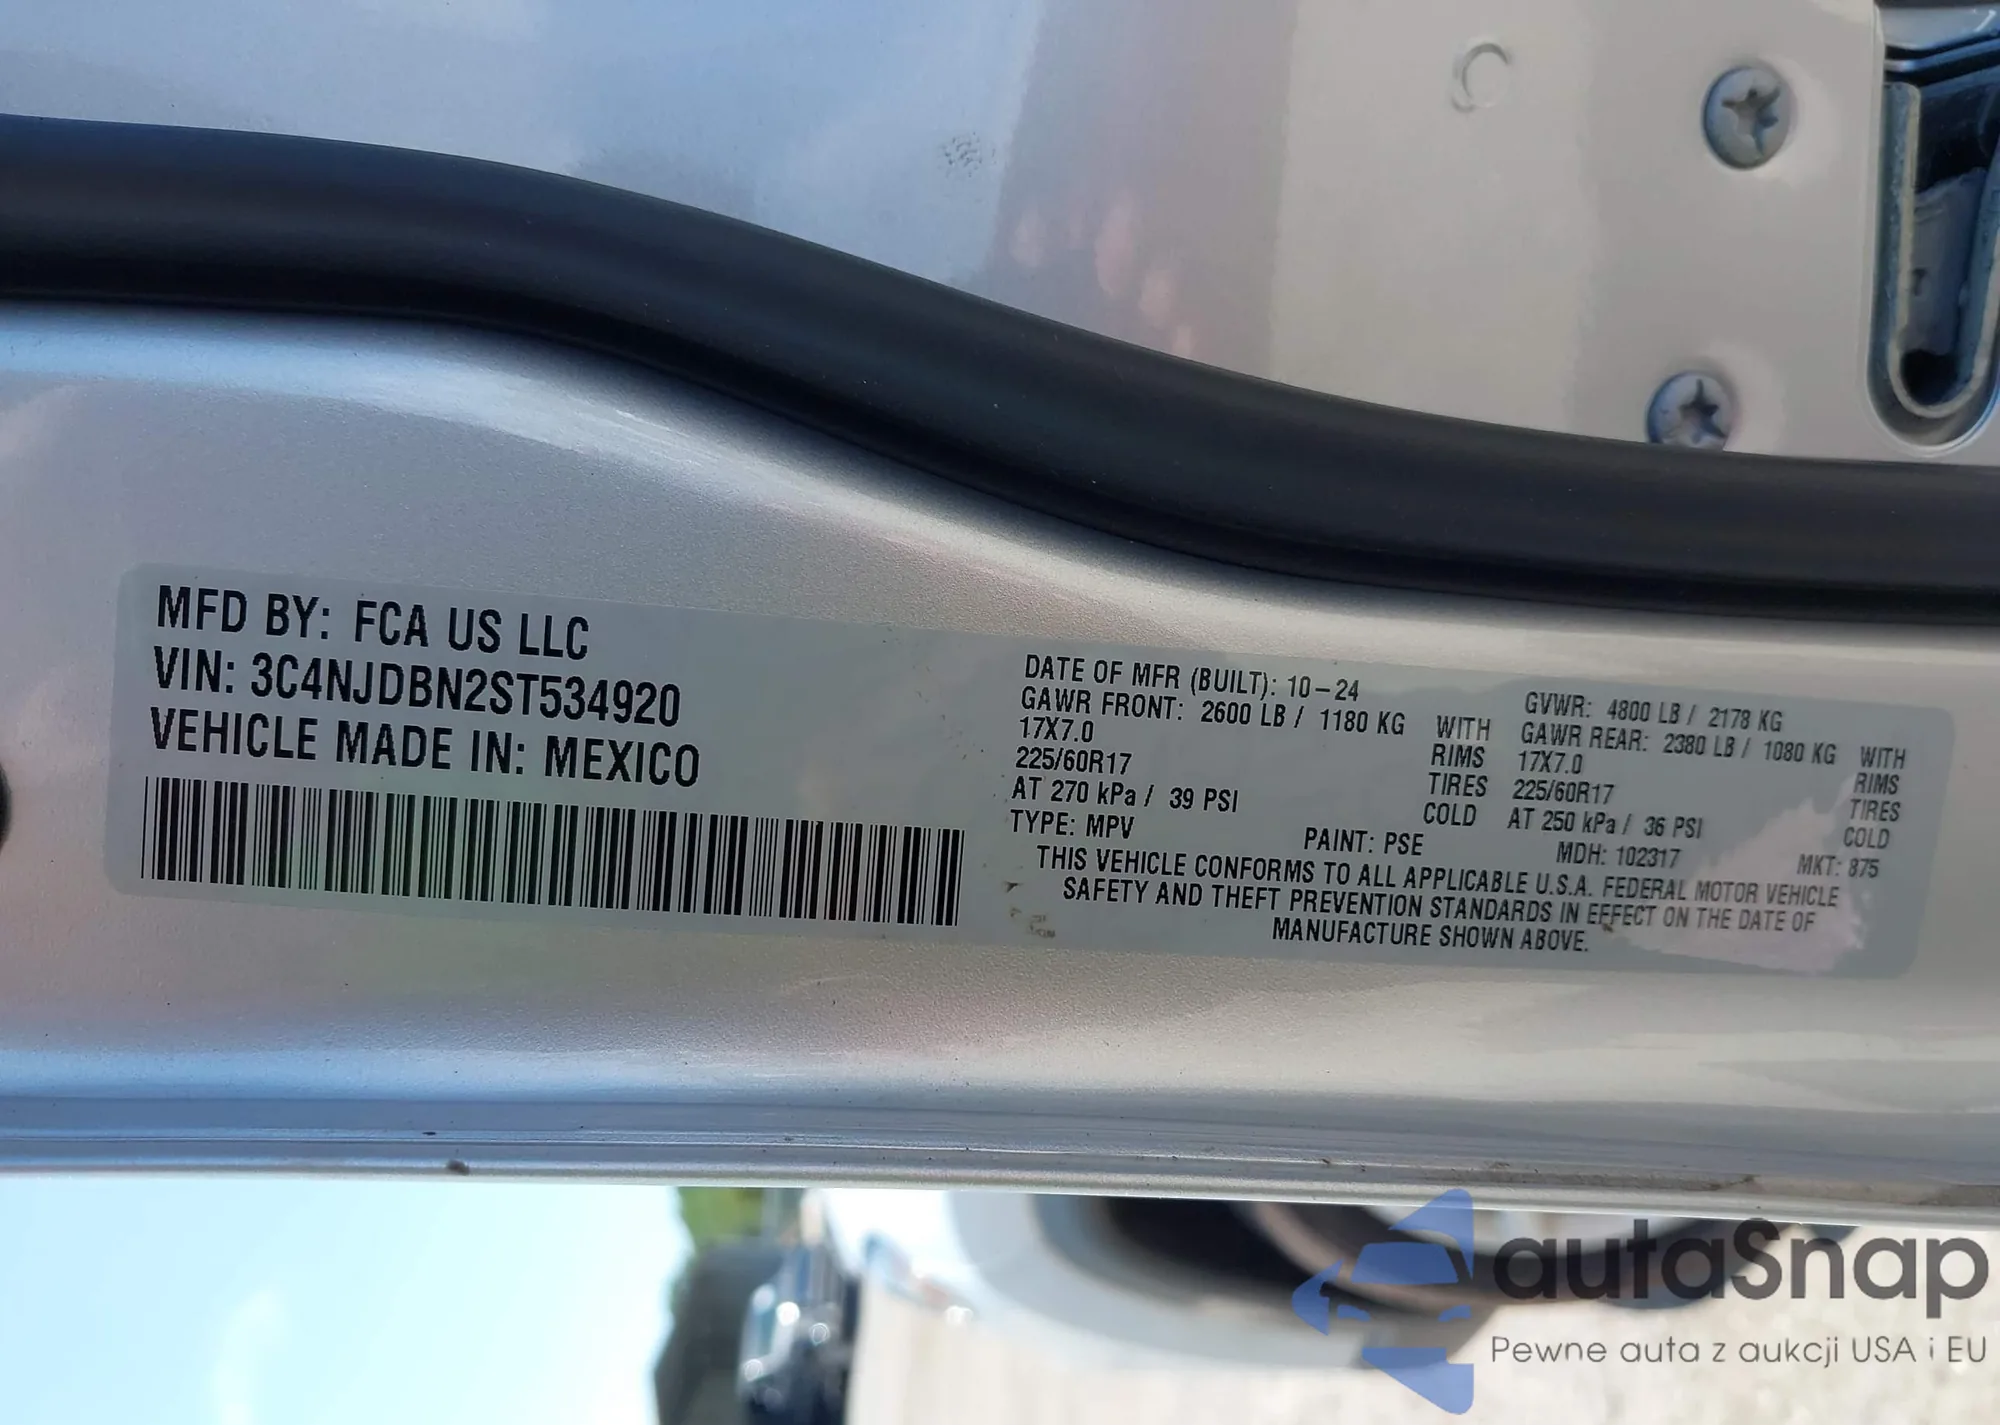 MFD BY: FCA US LLC
VIN: 3C4NJDBN2ST534920
VEHICLE MADE IN: MEXICO
DATE OF MFR (BUILT): 10-24 GVWR: 4800 LB / 2178 KG
GAWR FRONT: 2600 LB / 1180 KG WITH GAWR REAR: 2380 LB / 1080 KG WITH
17X7.0 RIMS 17X7.0 RIMS
225/60R17 TIRES 225/60R17 TIRES
AT 270 kPa / 39 PSI COLD AT 250 kPa / 36 PSI COLD
TYPE: MPV PAINT: PSE MDH: 102317 MKT: 875
THIS VEHICLE CONFORMS TO ALL APPLICABLE U.S.A. FEDERAL MOTOR VEHICLE
SAFETY AND THEFT PREVENTION STANDARDS IN EFFECT ON THE DATE OF
MANUFACTURE SHOWN ABOVE.
autaSnap
Pewne auta z aukcji USA i EU